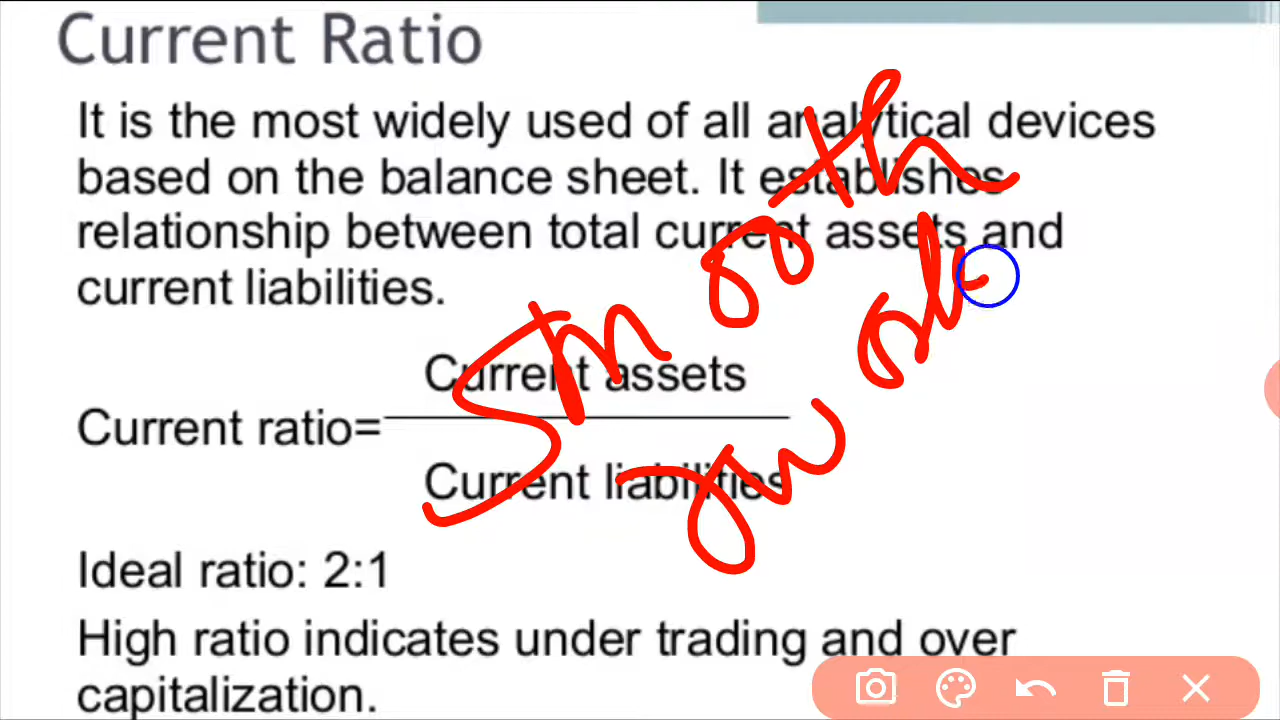 Current Ratio
It is the most widely used of all analytical devices
based on the balance sheet. It establishes
relationship between total current assets and
current liabilities.
Current assets
Current ratio=
Current liabilities
Ideal ratio: 2:1
High ratio indicates under trading and over
capitalization.
Smooth